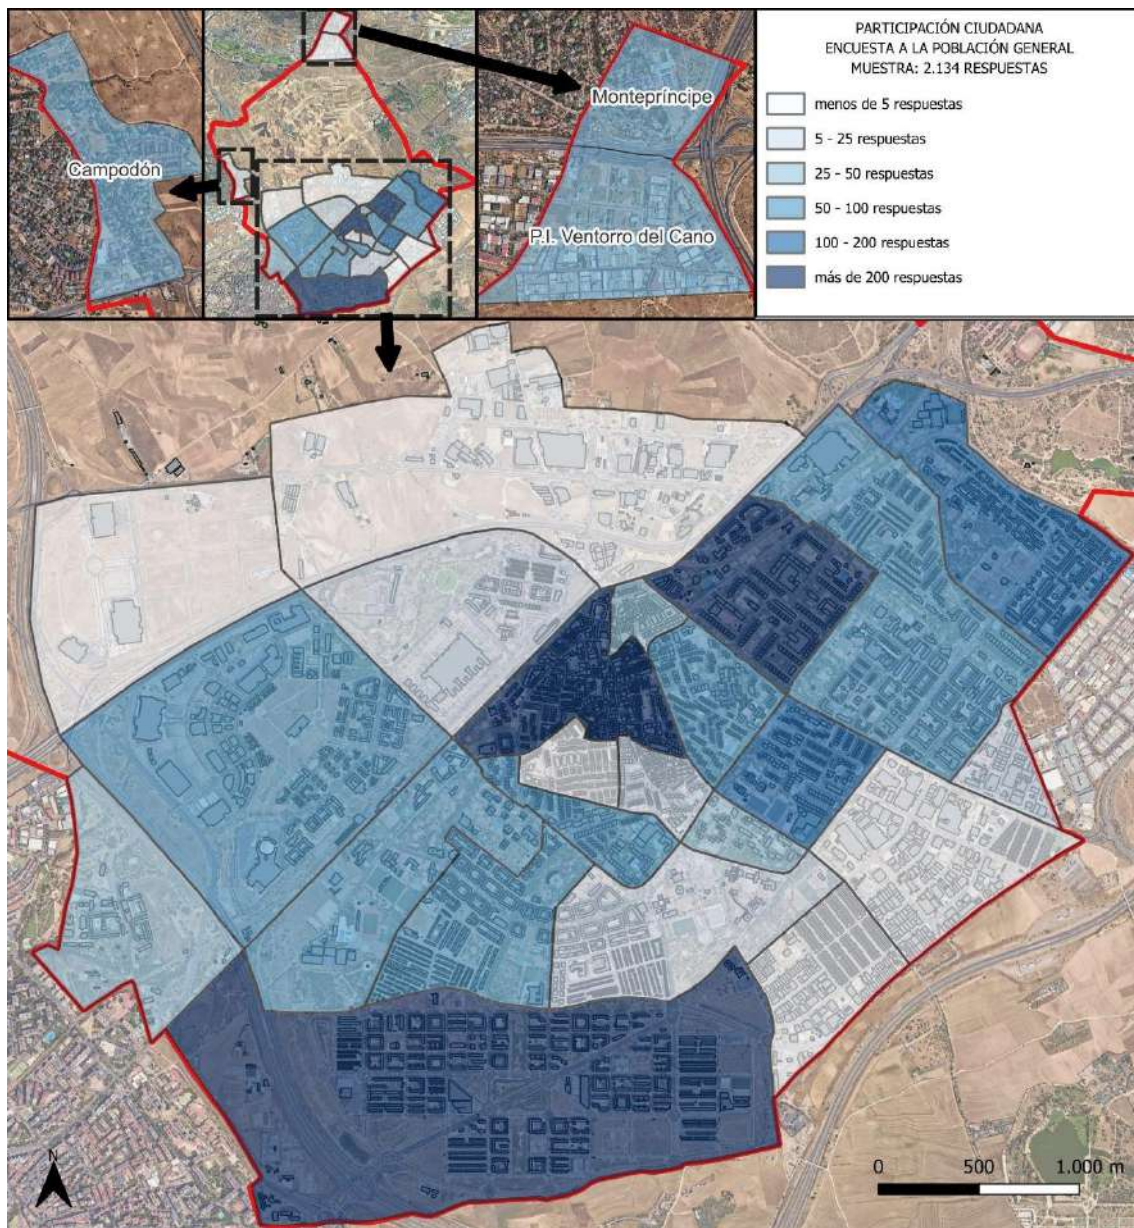 PARTICIPACIÓN CIUDADANA
ENCUESTA A LA POBLACIÓN GENERAL
MUESTRA: 2.134 RESPUESTAS
menos de 5 respuestas
5 - 25 respuestas
25 - 50 respuestas
50 - 100 respuestas
100 - 200 respuestas
más de 200 respuestas
Campodón
Montepríncipe
P.I. Ventorro del Cano
N
0 500 1.000 m